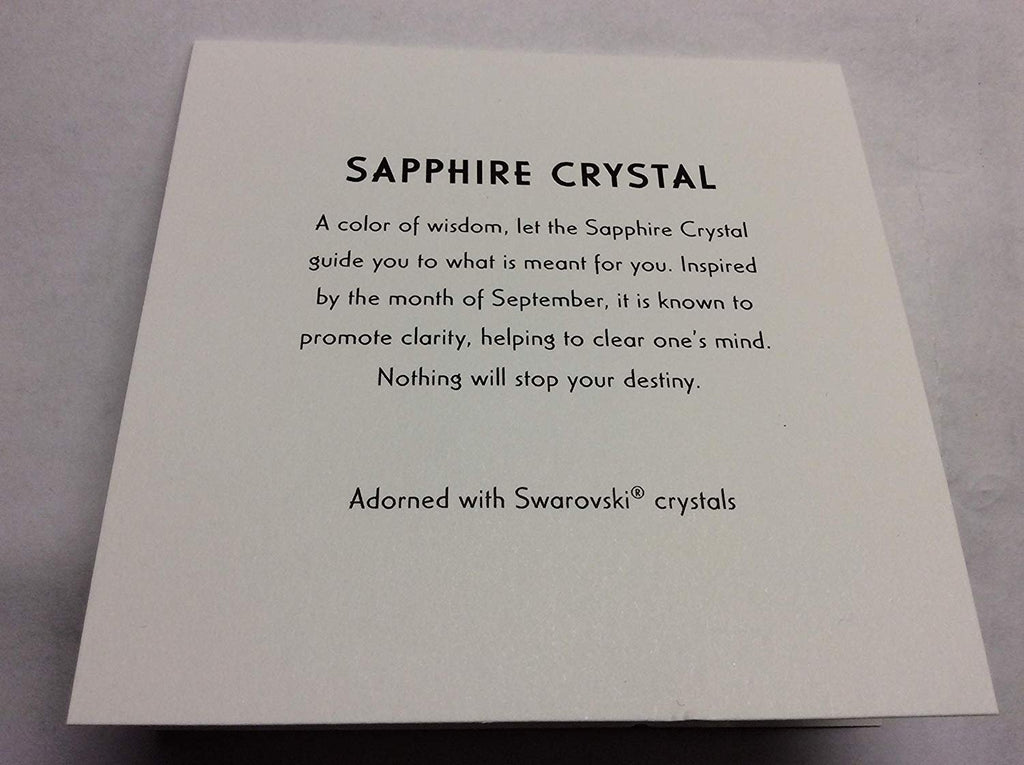 SAPPHIRE CRYSTAL
A color of wisdom, let the Sapphire Crystal
guide you to what is meant for you. Inspired
by the month of September, it is known to
promote clarity, helping to clear one's mind.
Nothing will stop your destiny.
Adorned with Swarovski® crystals